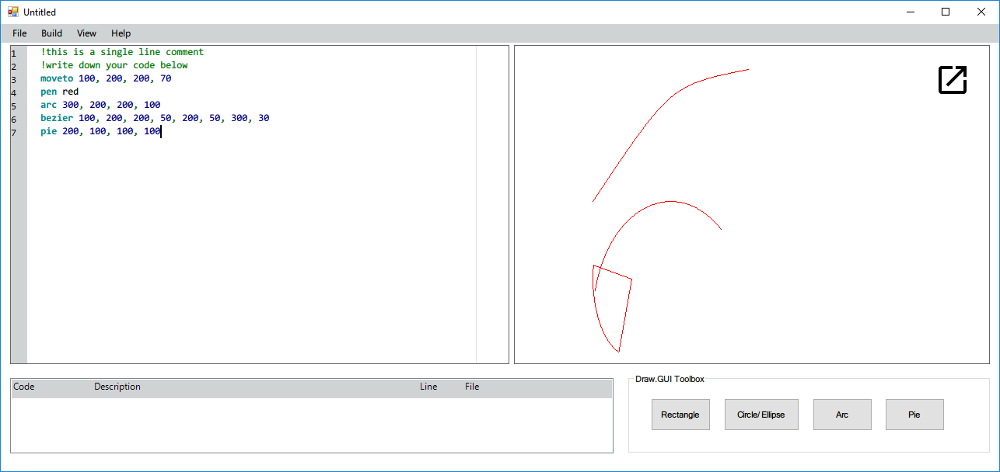 Untitled
File Build View Help
1 !this is a single line comment
2 !write down your code below
3 moveto 100, 200, 200, 70
4 pen red
5 arc 300, 200, 200, 100
6 bezier 100, 200, 200, 50, 200, 50, 300, 30
7 pie 200, 100, 100, 100
Code Description Line File
Draw.GUI Toolbox
Rectangle Circle/ Ellipse Arc Pie